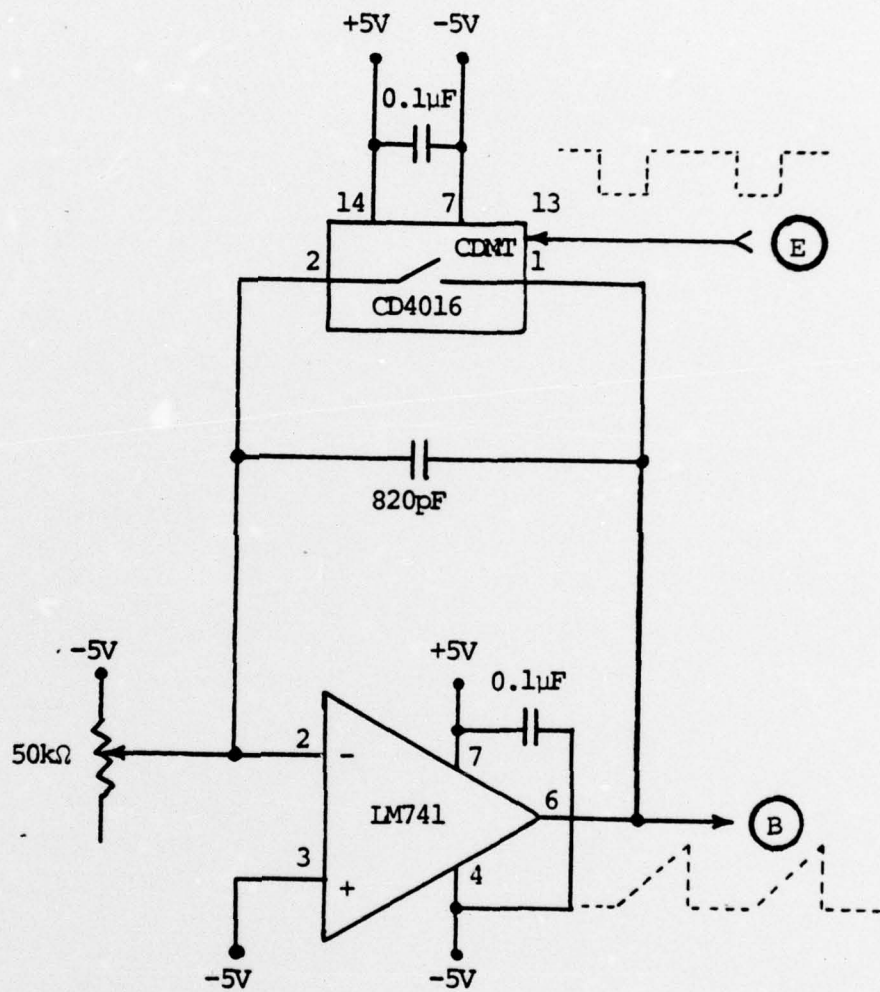 +5V -5V
0.1µF
14 7 13
CDMT
E
2 1
CD4016
820pF
-5V
+5V
0.1µF
50kΩ
2 - 7
LM741 6
B
3 +
4
-5V -5V